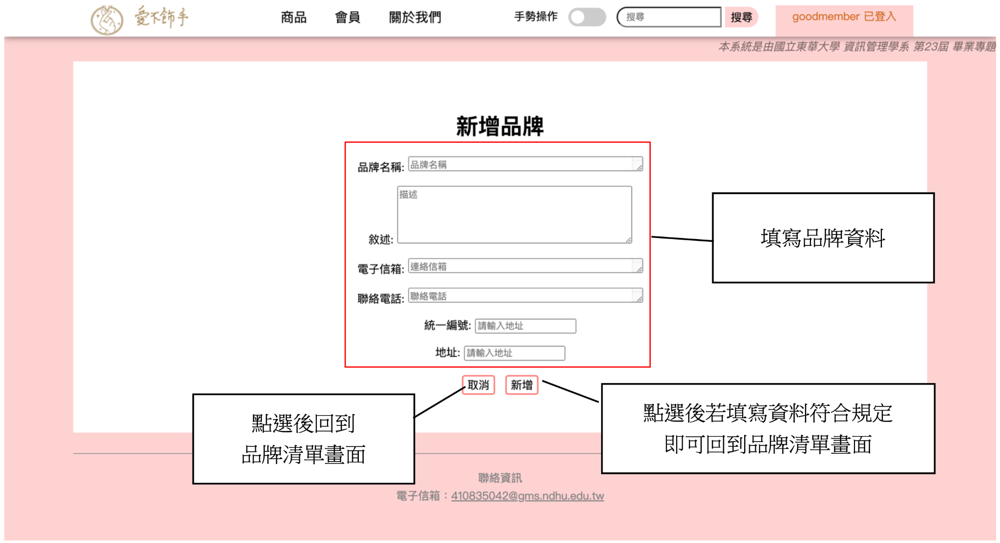 愛不飾手
商品 會員 關於我們 手勢操作 搜尋 搜尋 goodmember 已登入
本系統是由國立東華大學 資訊管理學系 第23屆 畢業專題
新增品牌
品牌名稱: 品牌名稱
描述
敘述:
填寫品牌資料
電子信箱: 連絡信箱
聯絡電話: 聯絡電話
統一編號: 請輸入地址
地址: 請輸入地址
取消 新增
點選後回到
品牌清單畫面
點選後若填寫資料符合規定
即可回到品牌清單畫面
聯絡資訊
電子信箱：410835042@gms.ndhu.edu.tw